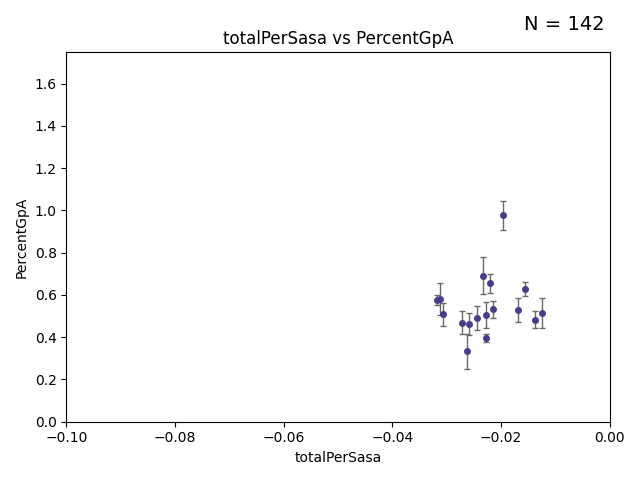 N = 142
totalPerSasa vs PercentGpA
PercentGpA
1.6
1.4
1.2
1.0
0.8
0.6
0.4
0.2
0.0
−0.10 −0.08 −0.06 −0.04 −0.02 0.00
totalPerSasa